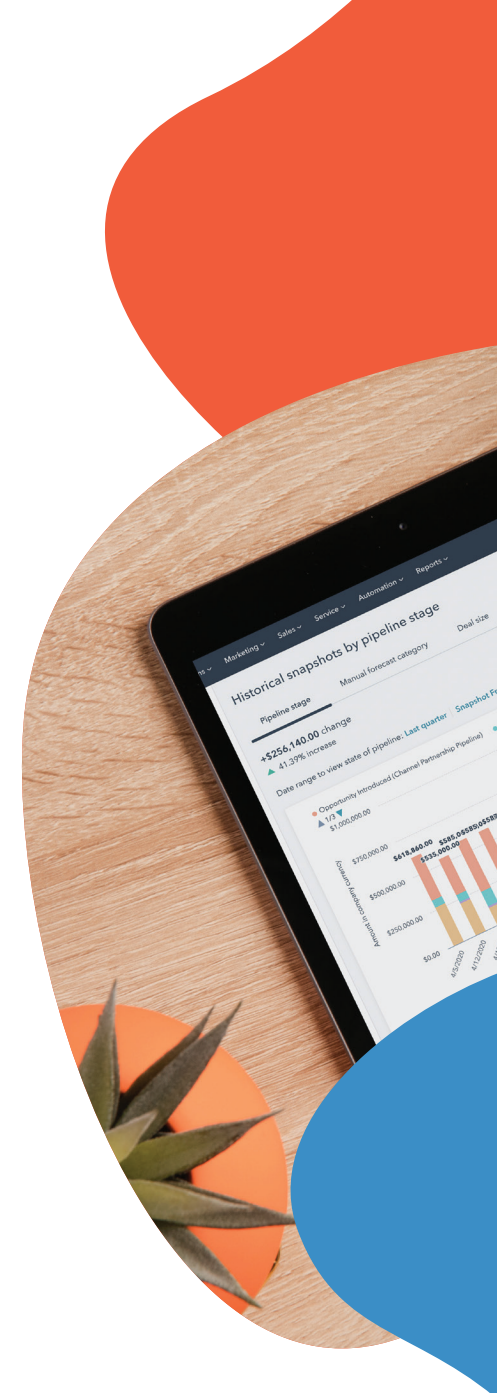 Marketing
Sales
Service
Automation
Reports
Historical snapshots by pipeline stage
Pipeline stage
Manual forecast category
Deal size
+$256,140.00 change
41.39% increase
Date range to view state of pipeline: Last quarter
Snapshot Fr
Opportunity Introduced (Channel Partnership Pipeline)
1/3
$1,000,000.00
$750,000.00
$500,000.00
$250,000.00
$0.00
Amount in company currency
$618,860.00
$535,000.00
4/5/2020
4/12/2020